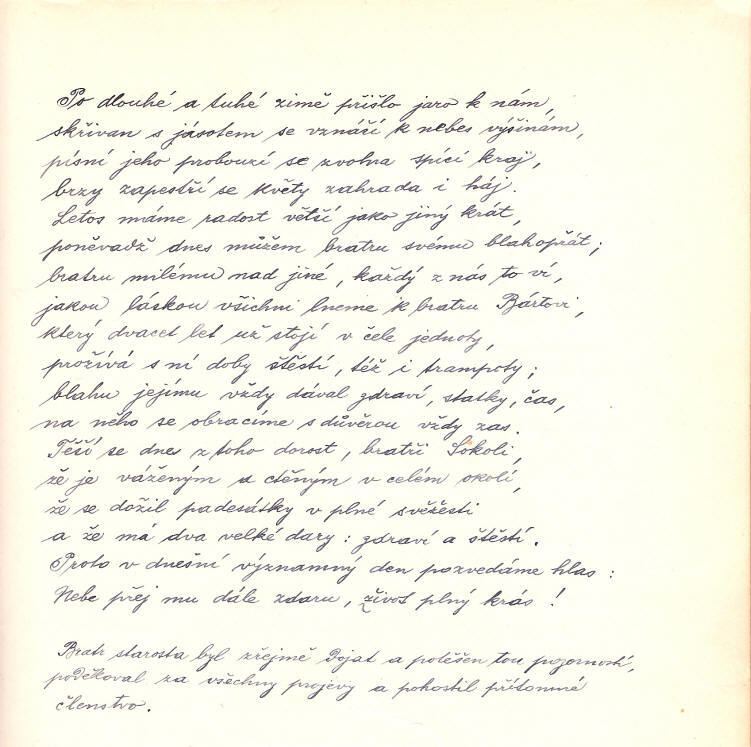 Po dlouhé a tuhé zimě přišlo jaro k nám,
skřivan s jásotem se vznáší k nebes výšinám,
písní jeho probouzí se zvolna spící kraj,
brzy zapestří se květy zahrada i háj.
Letos máme radost větší jako jiný krát,
poněvadž dnes můžem bratru svému blahopřát;
bratru milému nad jiné, každý z nás to ví,
jakou láskou všichni lneme k bratru Bártovi,
který dvacet let už stojí v čele jednoty,
prožívá s ní doby štěstí, též i trampoty;
blahu jejímu vždy dával zdraví, statky, čas,
na něho se obracíme s důvěrou vždy zas.
Těší se dnes z toho dorost, bratři Sokoli,
že je váženým a ctěným v celém okolí,
že se dožil padesátky v plné svěžesti
a že má dva velké dary: zdraví a štěstí.
Proto v dnešní významný den pozvedáme hlas:
Nebe přej mu dále zdaru, život plný krás!
Bratr starosta byl zřejmě dojat a potěšen tou pozorností,
poděkoval za všechny projevy a pohostil přítomné
členstvo.